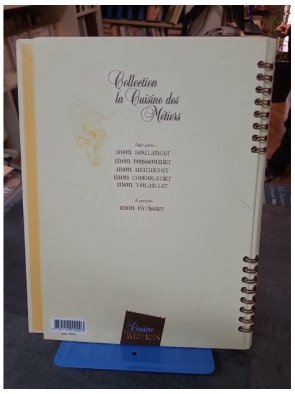 Collection
la Cuisine des
Métiers
Déjà parus
mon BOULANGER
mon POISSONNIER
mon MARAICHER
mon CHOCOLATIER
mon VOLAILLER
A paraître
mon PÂTISSIER
Cuisine
MÉTIERS